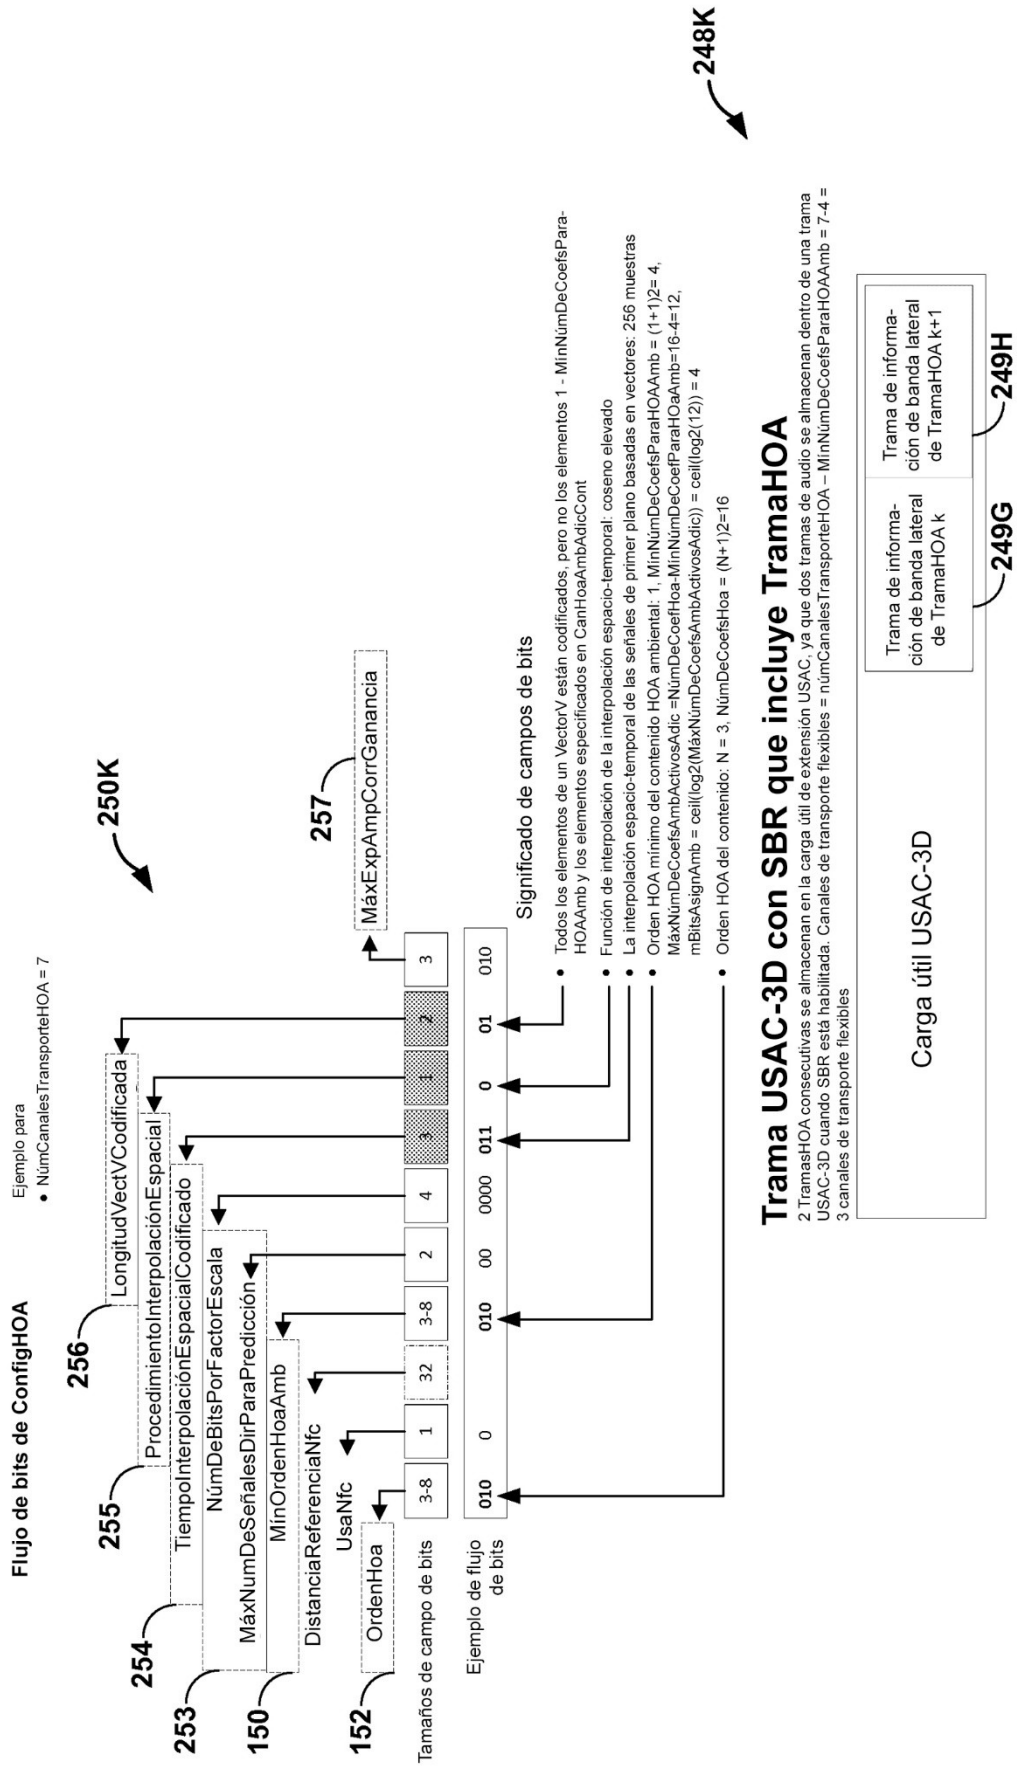 Flujo de bits de ConfigHOA
Ejemplo para
• NúmCanalesTransporteHOA = 7
250K
256
LongitudVectVCodificada
255
ProcedimientoInterpolaciónEspacial
254
TiempoInterpolaciónEspacialCodificado
253
NúmDeBitsPorFactorEscala
MáxNumDeSeñalesDirParaPredicción
150
MínOrdenHoaAmb
DistanciaReferenciaNfc
UsaNfc
152
OrdenHoa
257
MáxExpAmpCorrGanancia
Tamaños de campo de bits
3-8 1 32 3-8 2 4 3 1 2 3
Ejemplo de flujo
de bits
010 0 010 00 0000 011 0 01 010
Significado de campos de bits
• Todos los elementos de un VectorV están codificados, pero no los elementos 1 - MinNúmDeCoefsPara-
HOAAmb y los elementos especificados en CanHoaAmbAdicCont
• Función de interpolación de la interpolación espacio-temporal: coseno elevado
• La interpolación espacio-temporal de las señales de primer plano basadas en vectores: 256 muestras
• Orden HOA mínimo del contenido HOA ambiental: 1, MinNúmDeCoefsParaHOAAmb = (1+1)2= 4,
MáxNúmDeCoefsAmbActivosAdic =NúmDeCoefHoa-MinNúmDeCoefParaHOaAmb=16-4=12,
mBitsAsignAmb = ceil(log2(MáxNúmDeCoefsAmbActivosAdic)) = ceil(log2(12)) = 4
• Orden HOA del contenido: N = 3, NúmDeCoefsHoa = (N+1)2=16
248K
Trama USAC-3D con SBR que incluye TramaHOA
2 TramasHOA consecutivas se almacenan en la carga útil de extensión USAC, ya que dos tramas de audio se almacenan dentro de una trama
USAC-3D cuando SBR está habilitada. Canales de transporte flexibles = númCanalesTransporteHOA – MinNúmDeCoefsParaHOAAmb = 7-4 =
3 canales de transporte flexibles
Carga útil USAC-3D
Trama de informa-
ción de banda lateral
de TramaHOA k
Trama de informa-
ción de banda lateral
de TramaHOA k+1
249G
249H